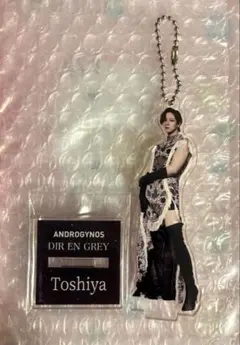 ANDROGYNOS
DIR EN GREY
Toshiya